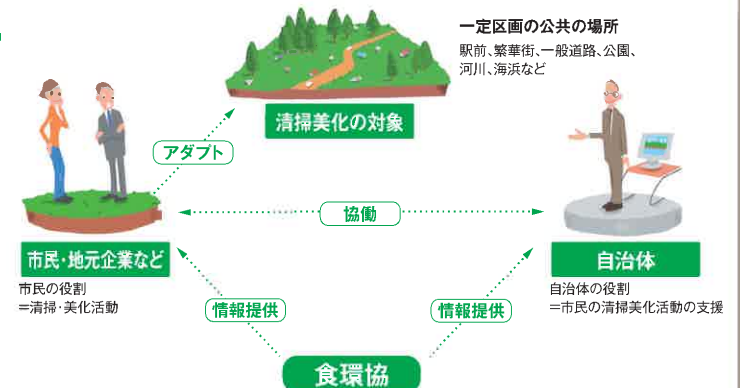 一定区画の公共の場所
駅前、繁華街、一般道路、公園、
河川、海浜など
清掃美化の対象
アダプト
協働
市民・地元企業など
市民の役割
＝清掃・美化活動
自治体
自治体の役割
＝市民の清掃美化活動の支援
情報提供
情報提供
食環協